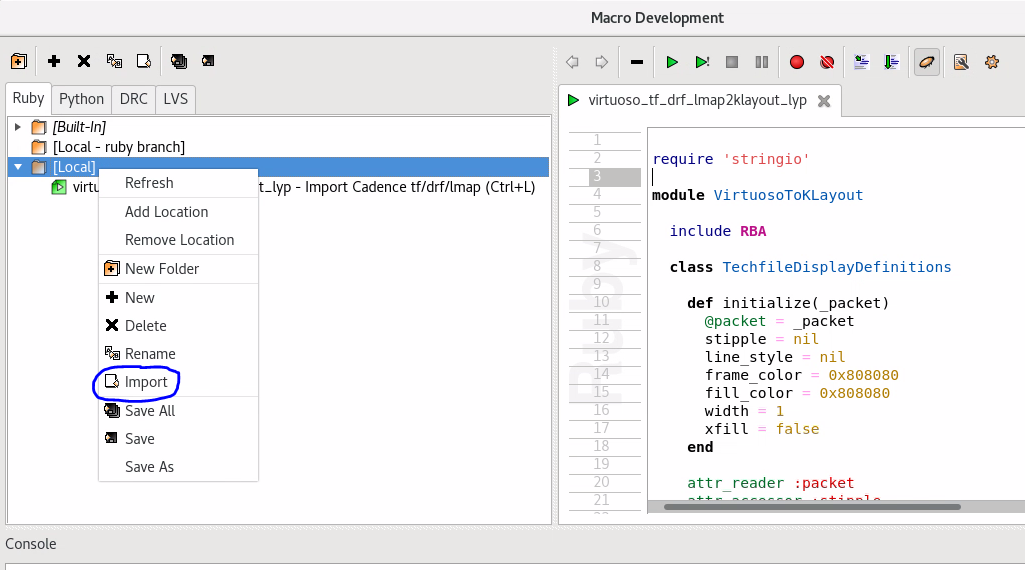 Macro Development
Ruby Python DRC LVS
[Built-In]
[Local - ruby branch]
[Local]
virtu t_lyp - Import Cadence tf/drf/lmap (Ctrl+L)
Refresh
Add Location
Remove Location
New Folder
New
Delete
Rename
Import
Save All
Save
Save As
virtuoso_tf_drf_lmap2klayout_lyp
Ruby
1
2 require 'stringio'
3
4 module VirtuosoToKLayout
5
6 include RBA
7
8 class TechfileDisplayDefinitions
9
10 def initialize(_packet)
11 @packet = _packet
12 stipple = nil
13 line_style = nil
14 frame_color = 0x808080
15 fill_color = 0x808080
16 width = 1
17 xfill = false
18 end
19
20 attr_reader :packet
21 attr_accessor :stipple
Console